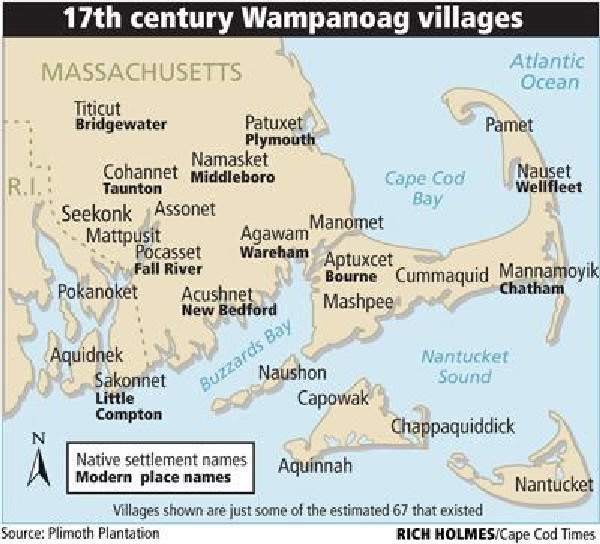 17th century Wampanoag villages
MASSACHUSETTS
Atlantic
Ocean
Titicut
Bridgewater
Patuxet
Plymouth
Pamet
Cohannet
Taunton
Namasket
Middleboro
Cape Cod
Bay
Nauset
Wellfleet
R.I.
Seekonk
Assonet
Mattpusit
Pocasset
Fall River
Agawam
Wareham
Manomet
Aptuxcet
Bourne
Cummaquid
Mannamoyik
Chatham
Pokanoket
Acushnet
New Bedford
Mashpee
Buzzards Bay
Aquidnek
Sakonnet
Little
Compton
Naushon
Nantucket
Sound
Capowak
Chappaquiddick
Aquinnah
Nantucket
N
Native settlement names
Modern place names
Villages shown are just some of the estimated 67 that existed
Source: Plimoth Plantation
RICH HOLMES/Cape Cod Times